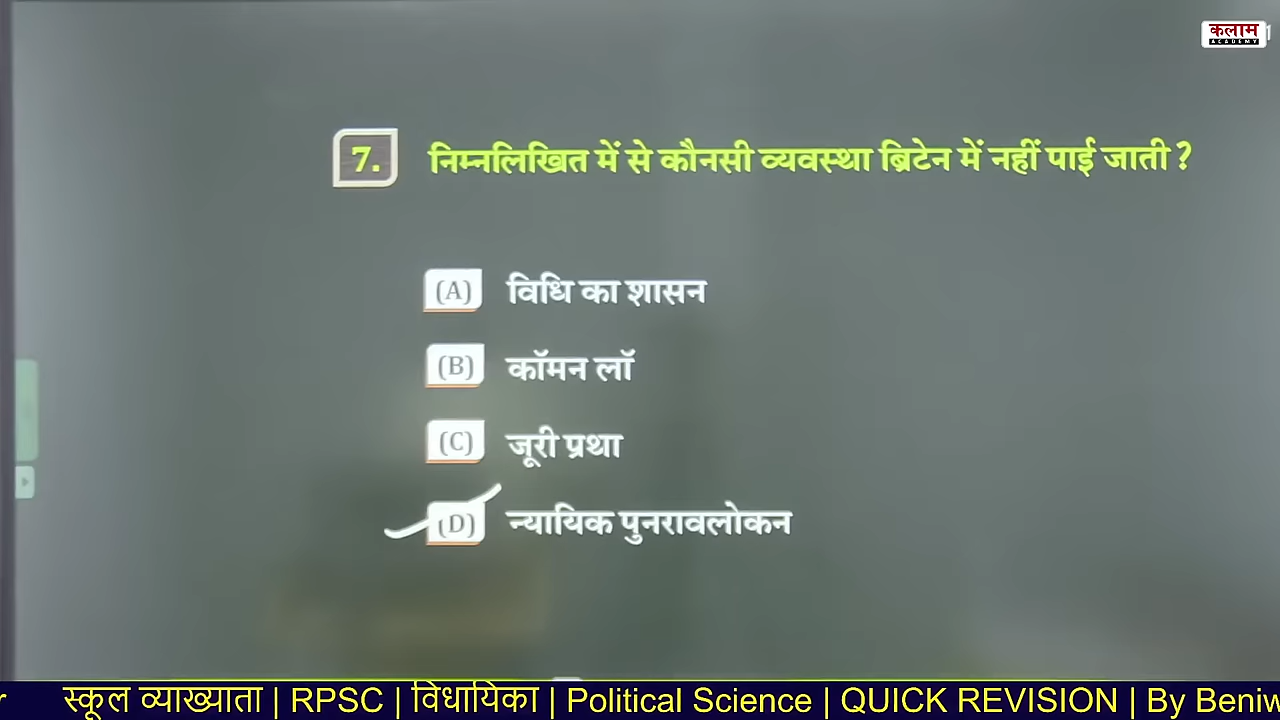 कलाम
ACADEMY
7. निम्नलिखित में से कौनसी व्यवस्था ब्रिटेन में नहीं पाई जाती ?
(A) विधि का शासन
(B) कॉमन लॉ
(C) जूरी प्रथा
(D) न्यायिक पुनरावलोकन
स्कूल व्याख्याता | RPSC | विधायिका | Political Science | QUICK REVISION | By Beniw